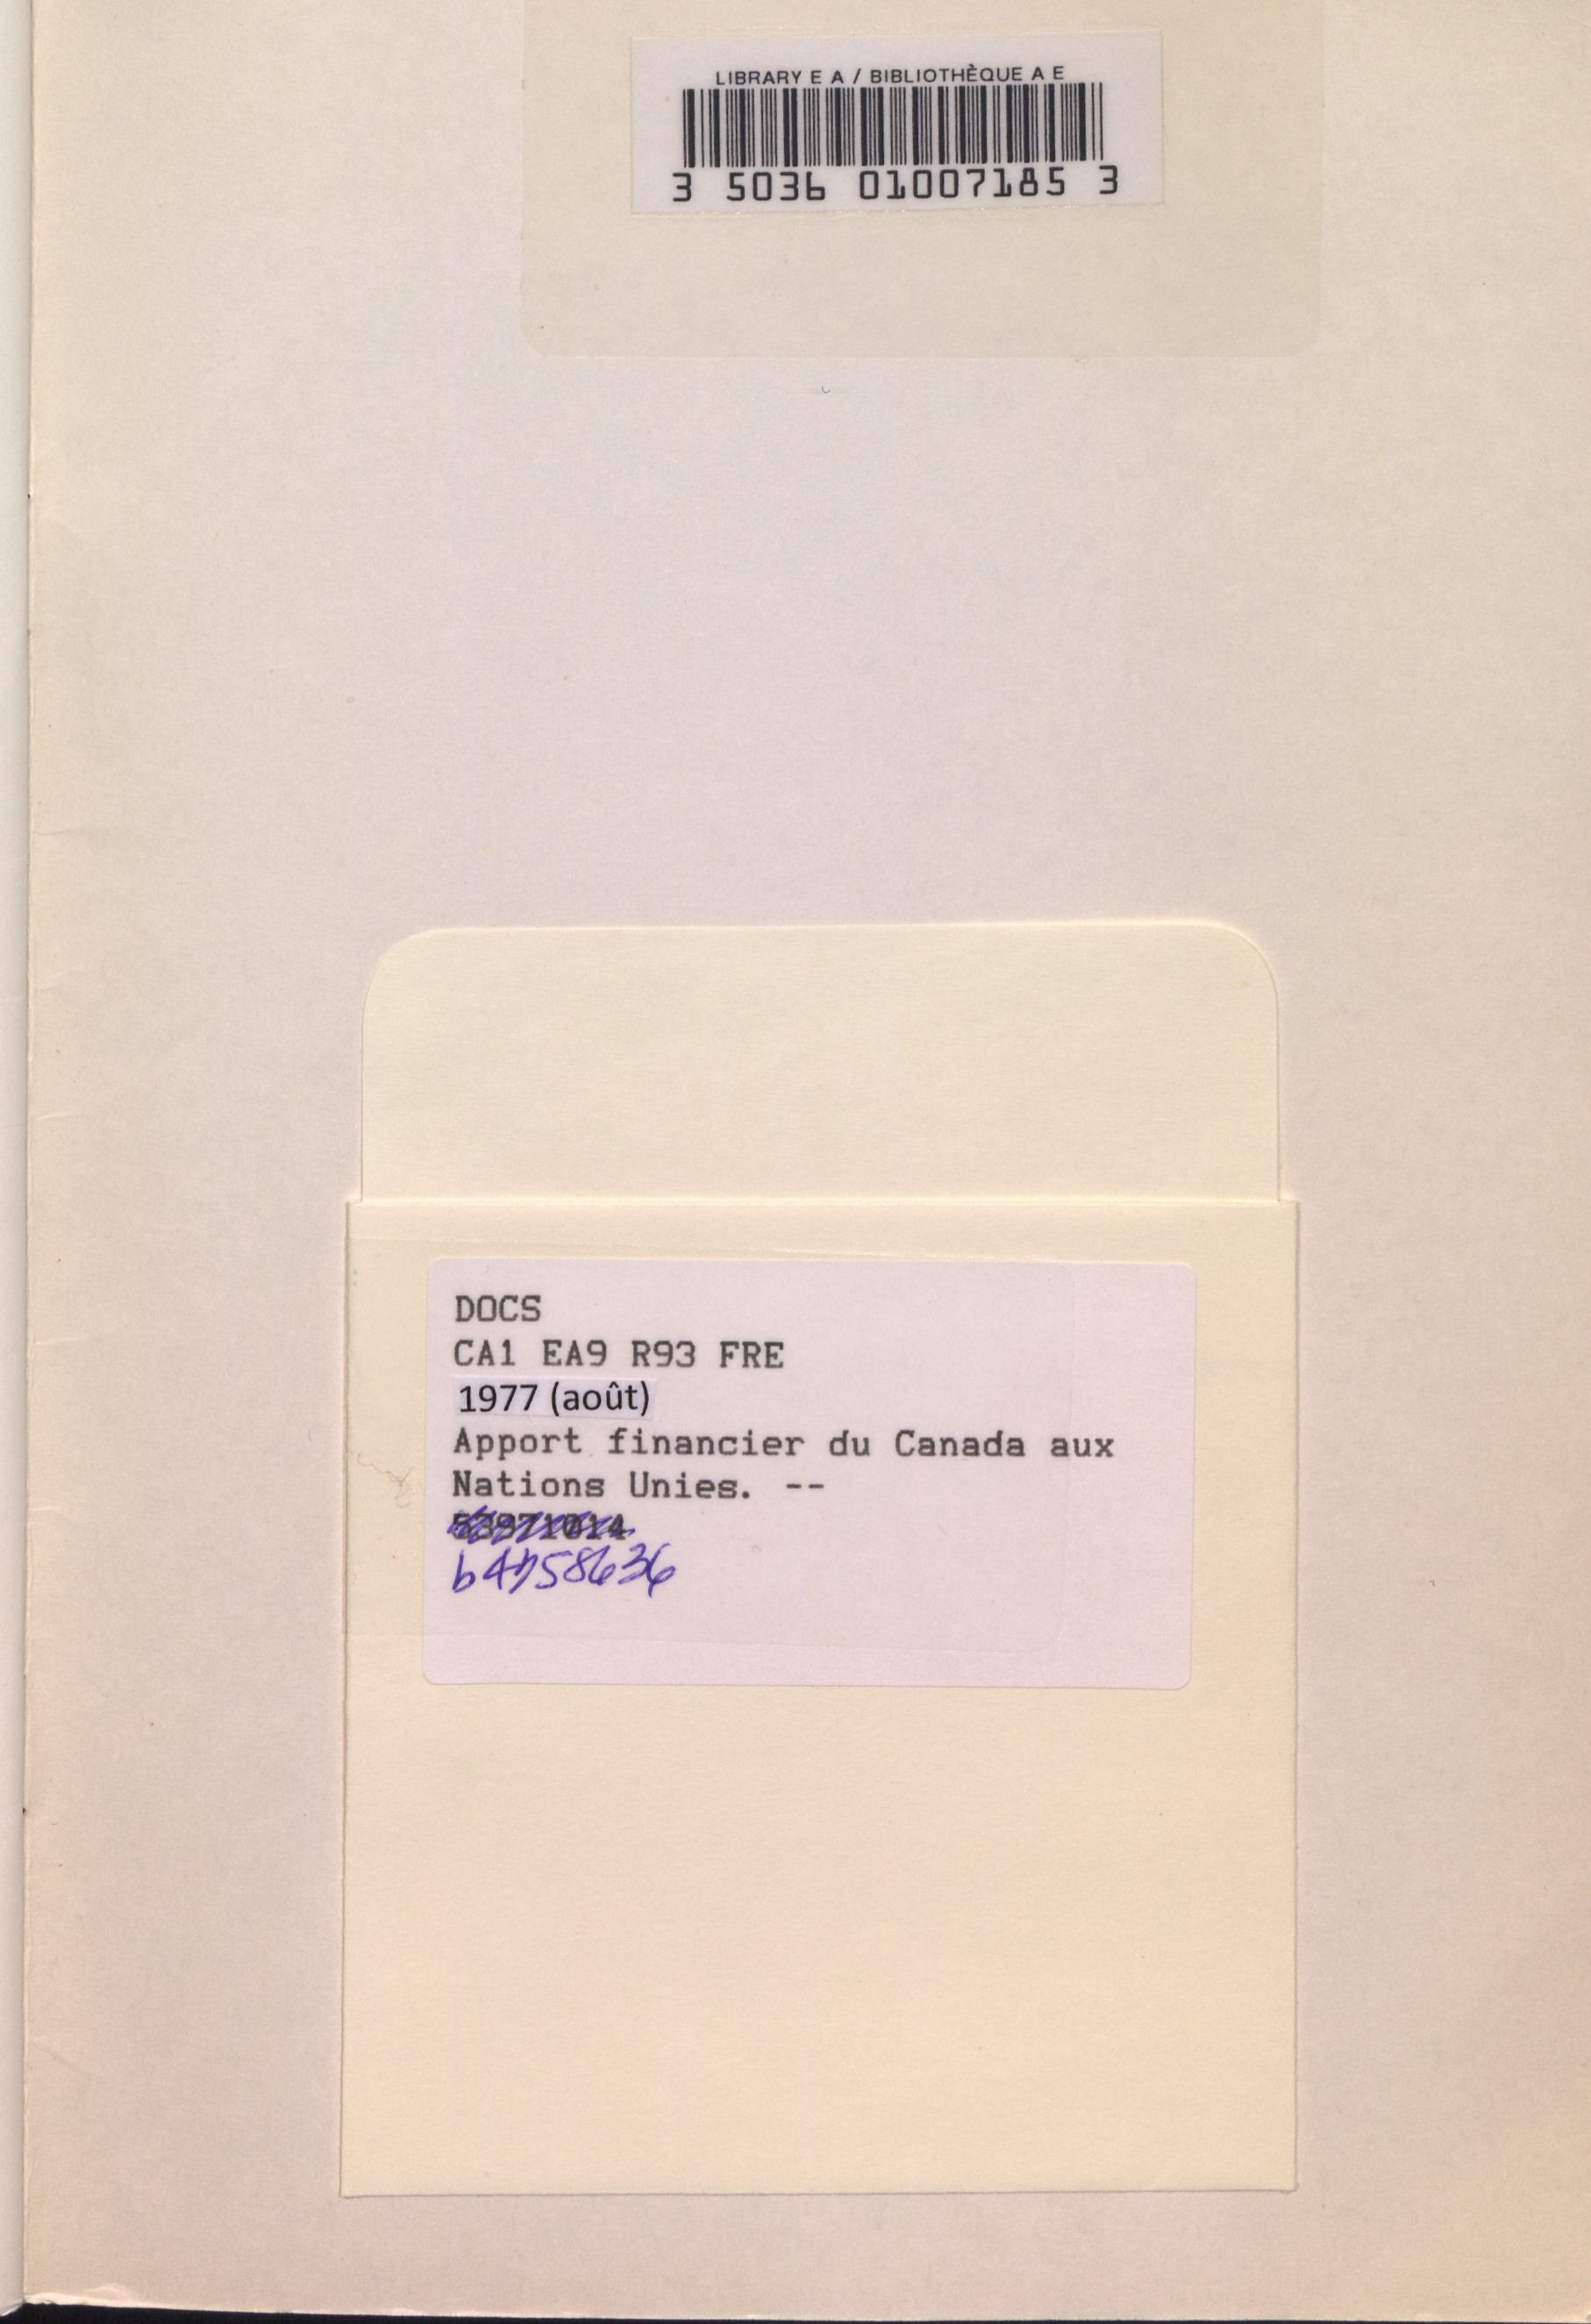 LIBRARY E A / BIBLIOTHÈQUE A E
3 5036 01007185 3
DOCS
CA1 EA9 R93 FRE
1977 (août)
Apport financier du Canada aux
Nations Unies. --